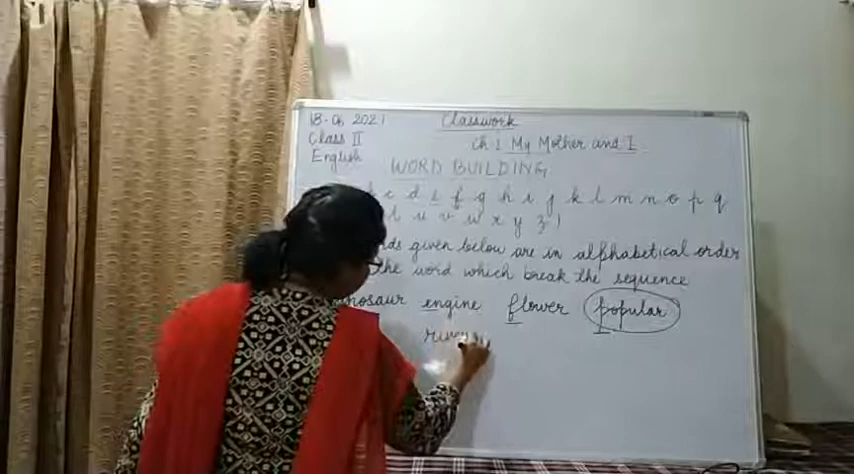 18-06 2021 Classwork
Class II ch 1 My Mother and I
English
WORD BUILDING
c d e f g h i j k l m n o p q
u v w x y z )
given below are in alphabetical order
the word which break the sequence
engine flower popular